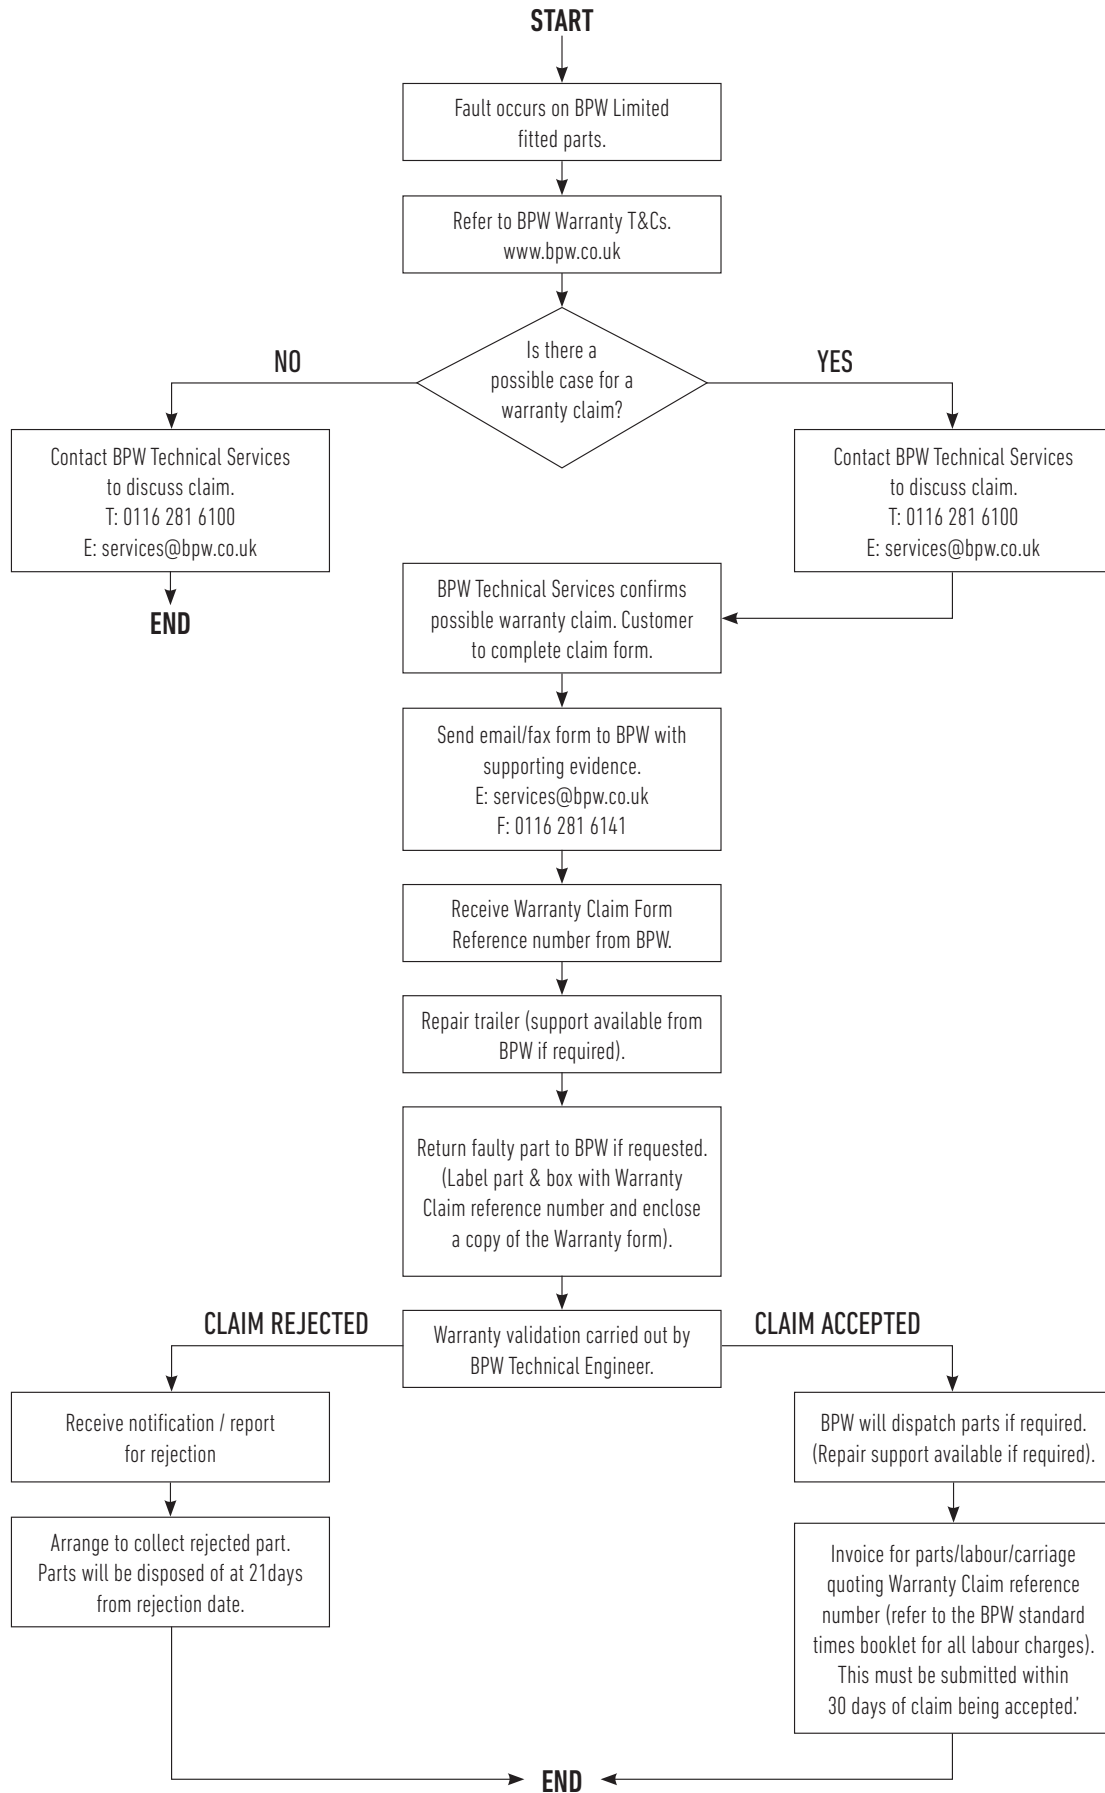 START
Fault occurs on BPW Limited
fitted parts.
Refer to BPW Warranty T&Cs.
www.bpw.co.uk
Is there a
possible case for a
warranty claim?
NO
YES
Contact BPW Technical Services
to discuss claim.
T: 0116 281 6100
E: services@bpw.co.uk
END
Contact BPW Technical Services
to discuss claim.
T: 0116 281 6100
E: services@bpw.co.uk
BPW Technical Services confirms
possible warranty claim. Customer
to complete claim form.
Send email/fax form to BPW with
supporting evidence.
E: services@bpw.co.uk
F: 0116 281 6141
Receive Warranty Claim Form
Reference number from BPW.
Repair trailer (support available from
BPW if required).
Return faulty part to BPW if requested.
(Label part & box with Warranty
Claim reference number and enclose
a copy of the Warranty form).
Warranty validation carried out by
BPW Technical Engineer.
CLAIM REJECTED
CLAIM ACCEPTED
Receive notification / report
for rejection
Arrange to collect rejected part.
Parts will be disposed of at 21days
from rejection date.
BPW will dispatch parts if required.
(Repair support available if required).
Invoice for parts/labour/carriage
quoting Warranty Claim reference
number (refer to the BPW standard
times booklet for all labour charges).
This must be submitted within
30 days of claim being accepted.’
END